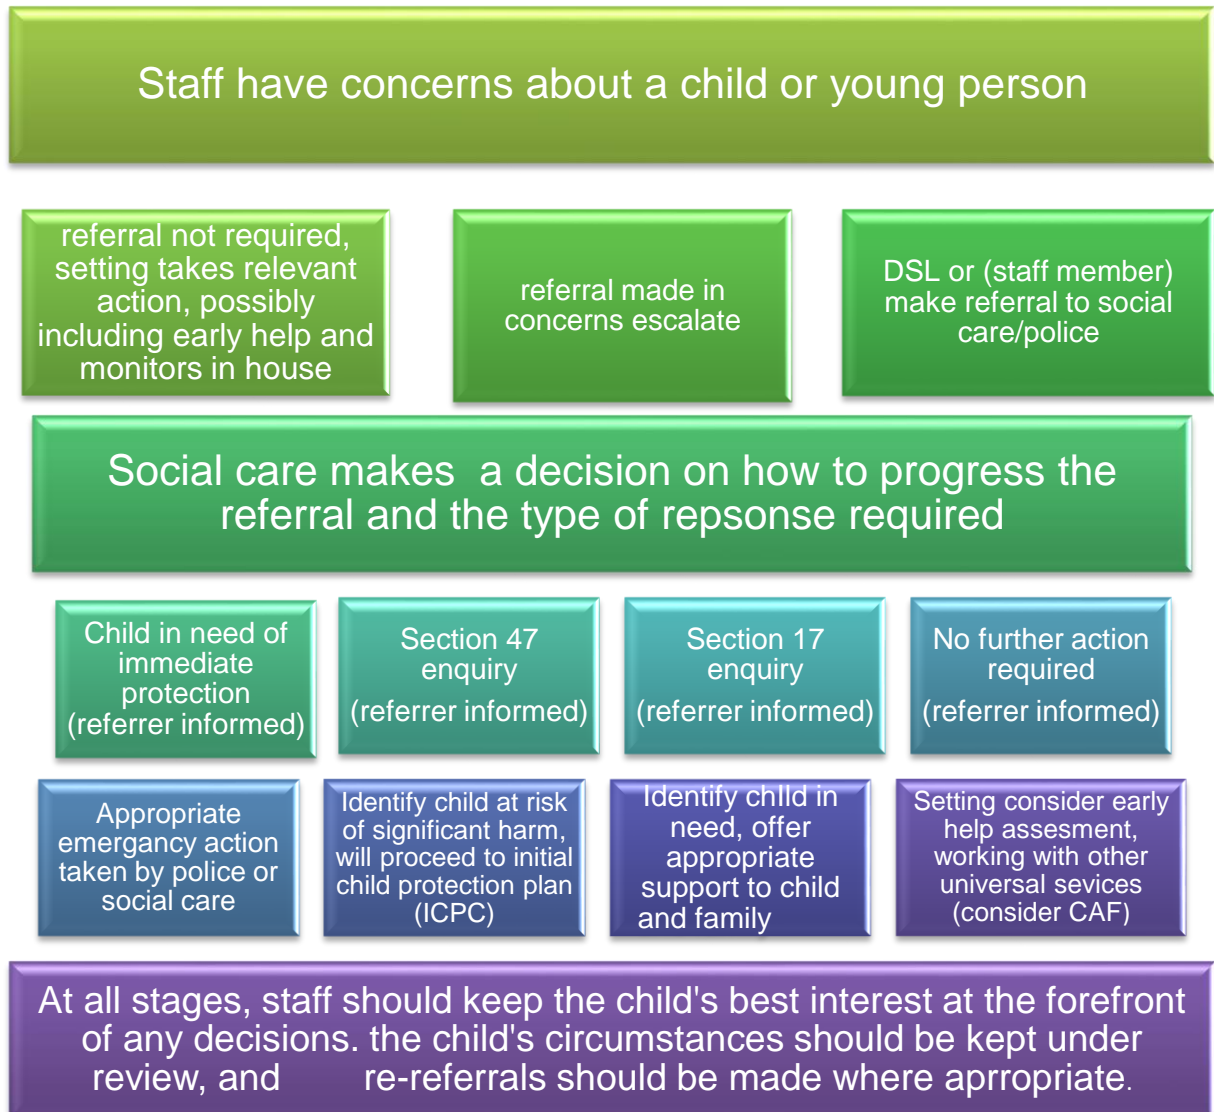 Staff have concerns about a child or young person
referral not required,
setting takes relevant
action, possibly
including early help and
monitors in house
referral made in
concerns escalate
DSL or (staff member)
make referral to social
care/police
Social care makes  a decision on how to progress the
referral and the type of repsonse required
Child in need of
immediate
protection
(referrer informed)
Section 47
enquiry
(referrer informed)
Section 17
enquiry
(referrer informed)
No further action
required
(referrer informed)
Appropriate
emergancy action
taken by police or
social care
Identify child at risk
of significant harm,
will proceed to initial
child protection plan
(ICPC)
Identify chIld in
need, offer
appropriate
support to child
and family
Setting consider early
help assesment,
working with other
universal sevices
(consider CAF)
At all stages, staff should keep the child's best interest at the forefront
of any decisions. the child's circumstances should be kept under
review, and       re-referrals should be made where aprropriate.